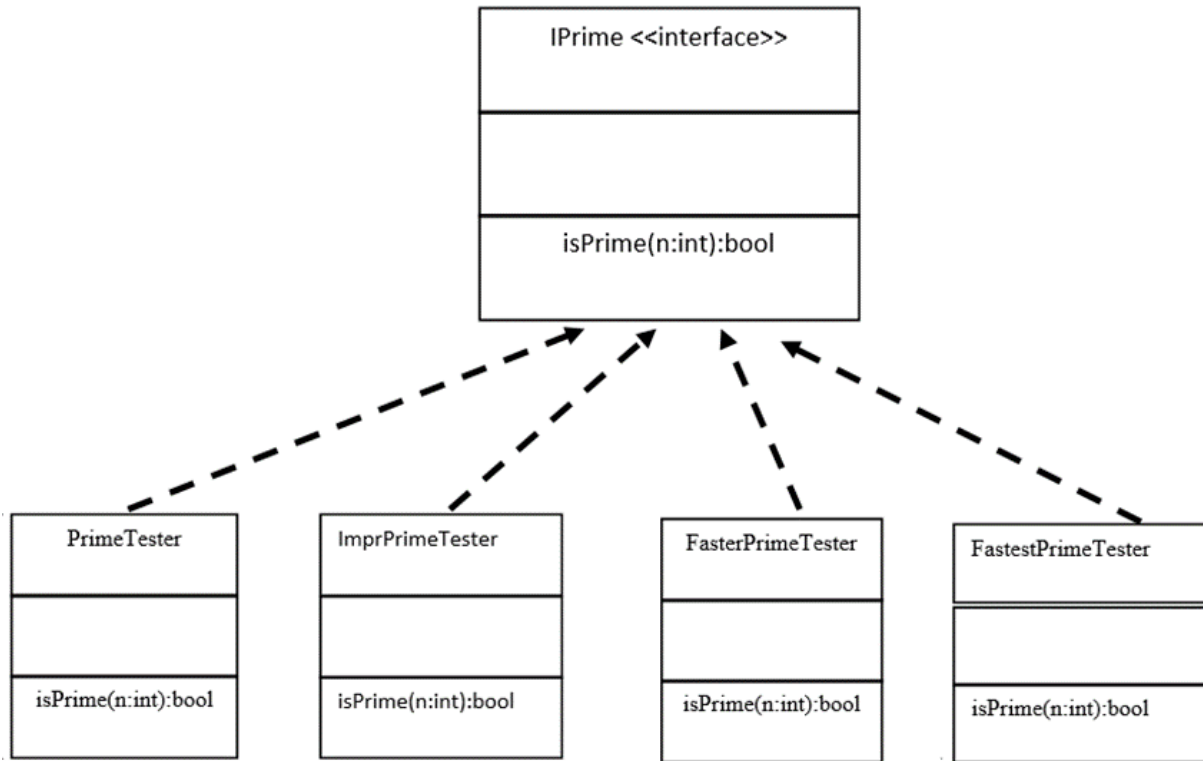 IPrime <<interface>>
isPrime(n:int):bool
PrimeTester
isPrime(n:int):bool
ImprPrimeTester
isPrime(n:int):bool
FasterPrimeTester
isPrime(n:int):bool
FastestPrimeTester
isPrime(n:int):bool